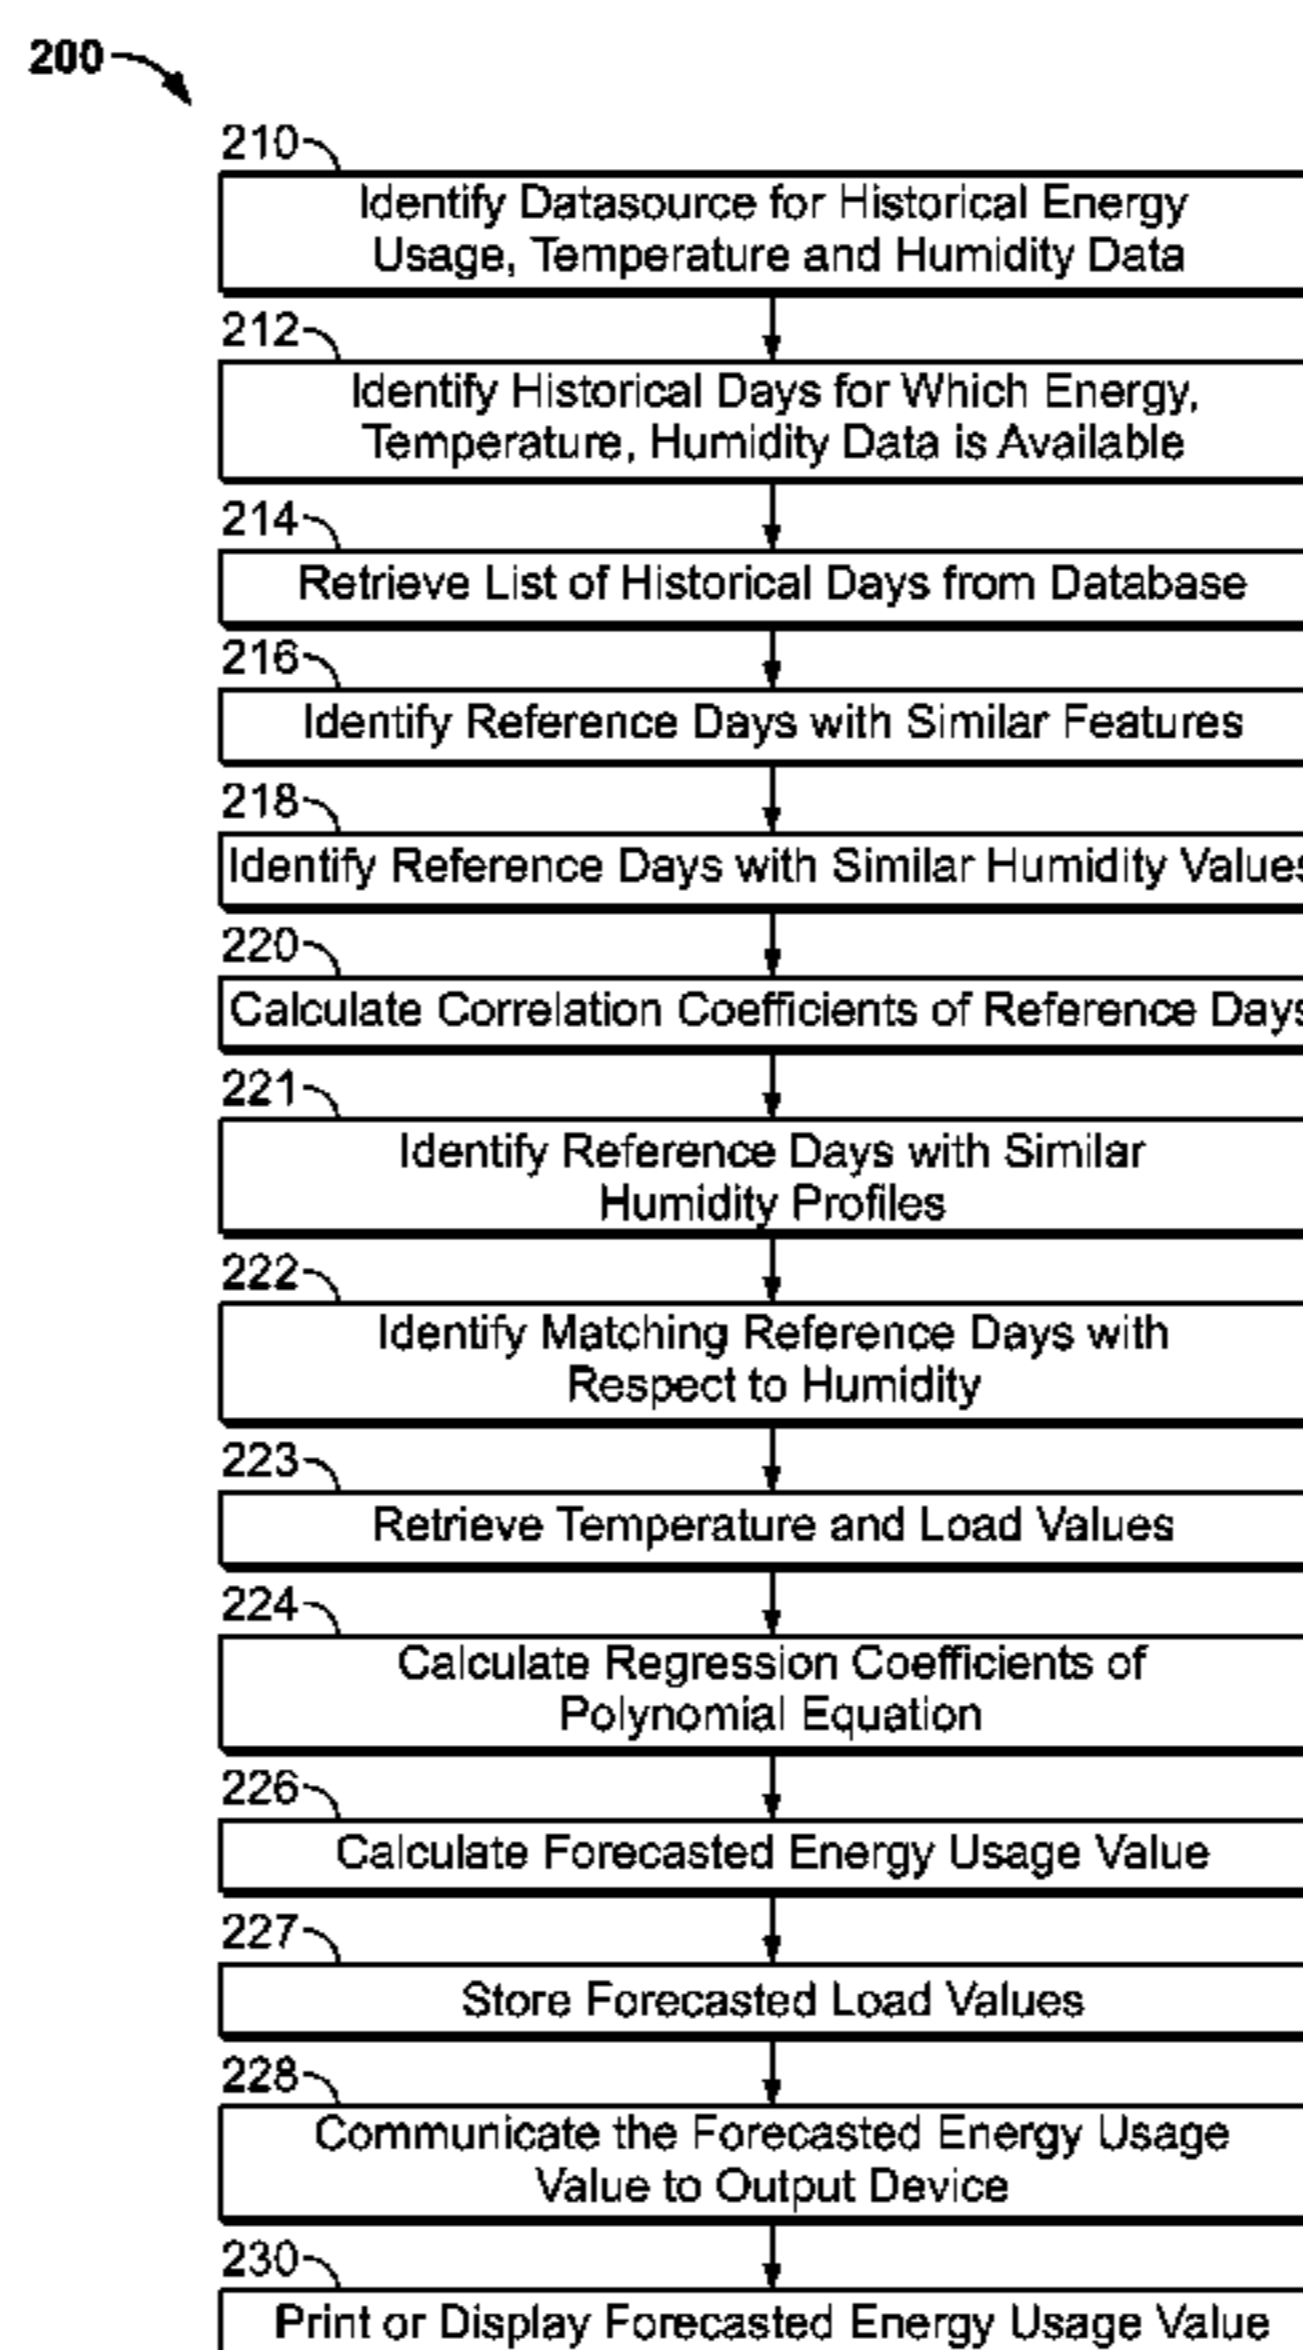 200
210
Identify Datasource for Historical Energy
Usage, Temperature and Humidity Data
212
Identify Historical Days for Which Energy,
Temperature, Humidity Data is Available
214
Retrieve List of Historical Days from Database
216
Identify Reference Days with Similar Features
218
Identify Reference Days with Similar Humidity Values
220
Calculate Correlation Coefficients of Reference Days
221
Identify Reference Days with Similar
Humidity Profiles
222
Identify Matching Reference Days with
Respect to Humidity
223
Retrieve Temperature and Load Values
224
Calculate Regression Coefficients of
Polynomial Equation
226
Calculate Forecasted Energy Usage Value
227
Store Forecasted Load Values
228
Communicate the Forecasted Energy Usage
Value to Output Device
230
Print or Display Forecasted Energy Usage Value